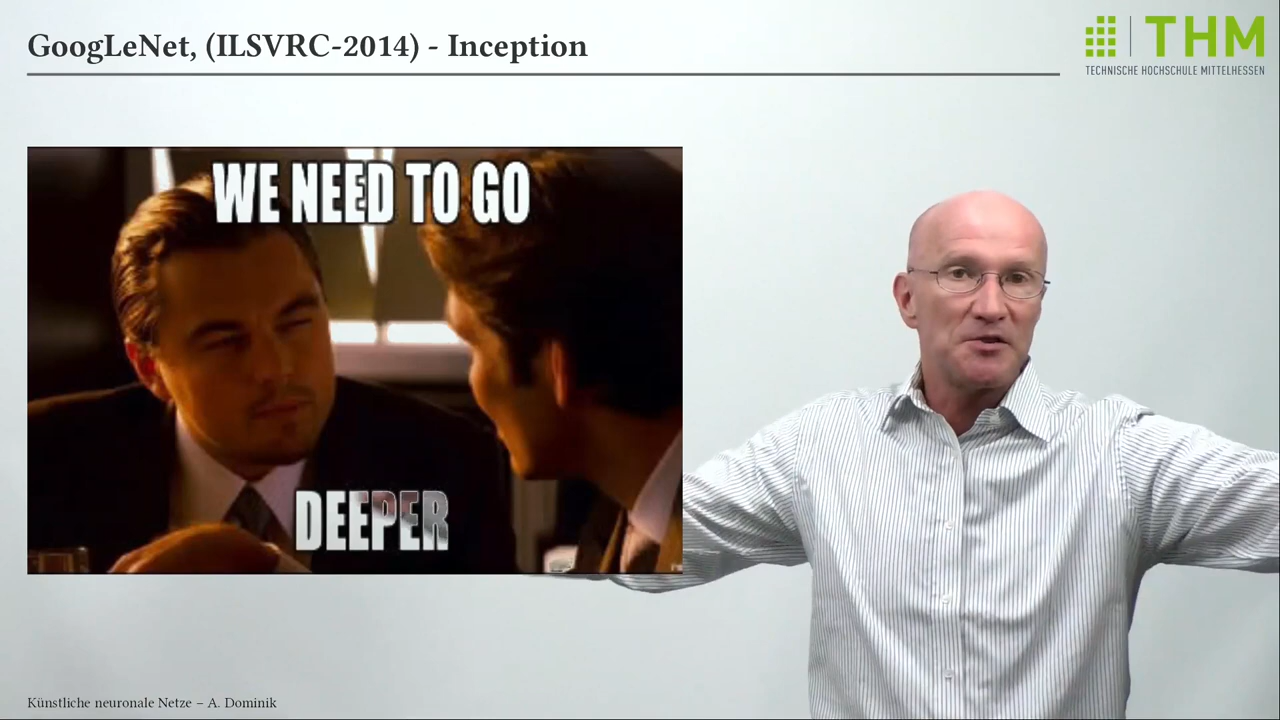 GoogLeNet, (ILSVRC-2014) - Inception
THM
TECHNISCHE HOCHSCHULE MITTELHESSEN
WE NEED TO GO
DEEPER
Künstliche neuronale Netze – A. Dominik